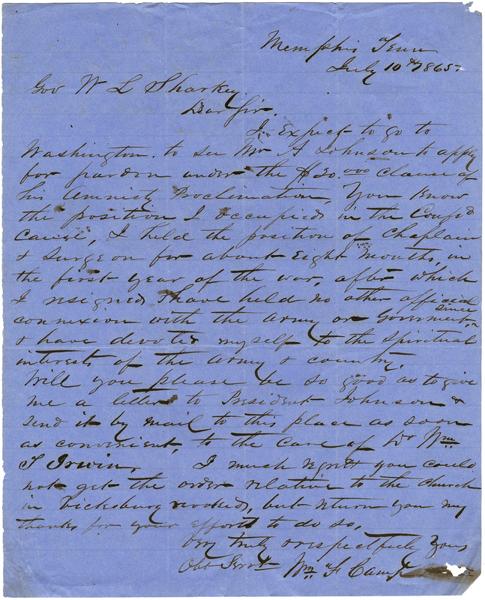 Memphis Tenn
July 10th 1865.
Gov W L Sharkey
Dear Sir,
I expect to go to
Washington. to see Mr A Johnson to apply
for pardon under the $20.000 clause of
his Amnesty Proclamation, You know
the position I occupied in the Confd
cause, I held the position of Chaplain
& Surgeon for about Eight Months, in
the first year of the war, after which
I resigned I have held no other official
connexion with the Army or Goverment, since
& have devoted myself to the Spiritual
interests of the Army & country,
Will you please be so good as to give
me a letter to President Johnson &
send it by mail to this place as soon
as convenient, to the care of Dr Wm
T Irwin. I much regret you could
not get the order relative to the Church
in Vicksburg revoked, but return you my
thanks for your efforts to do so.
Very truly & respectfully Yours
Obt Servt Wm F Camp